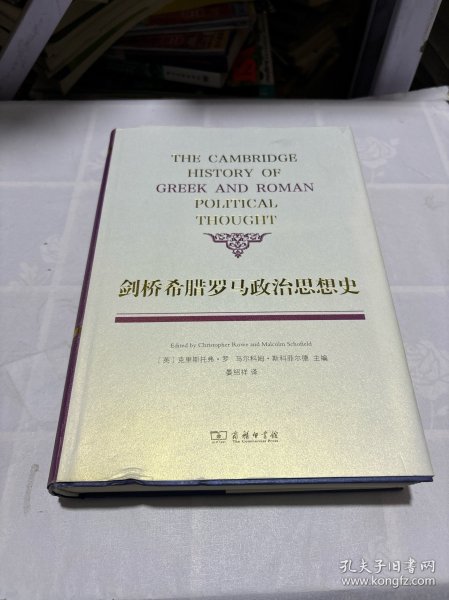 THE CAMBRIDGE
HISTORY OF
GREEK AND ROMAN
POLITICAL
THOUGHT
剑桥希腊罗马政治思想史
Edited by Christopher Rowe and Malcolm Schofield
[英] 克里斯托弗·罗 马尔科姆·斯科菲尔德 主编
晏绍祥 译
商务印书馆
The Commercial Press
孔夫子旧书网
www.kongfz.com